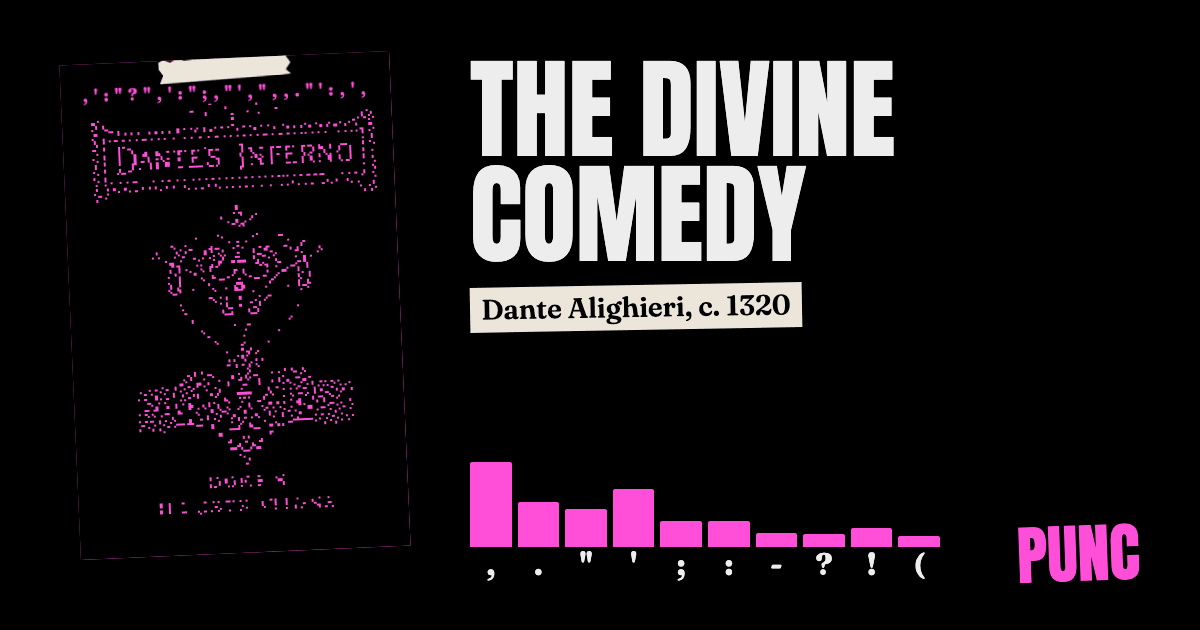 ,':"?",':";,"',",,."':,',
DANTES INFERNO
THE DIVINE
COMEDY
Dante Alighieri, c. 1320
, . " ' ; : - ? ! (
PUNC